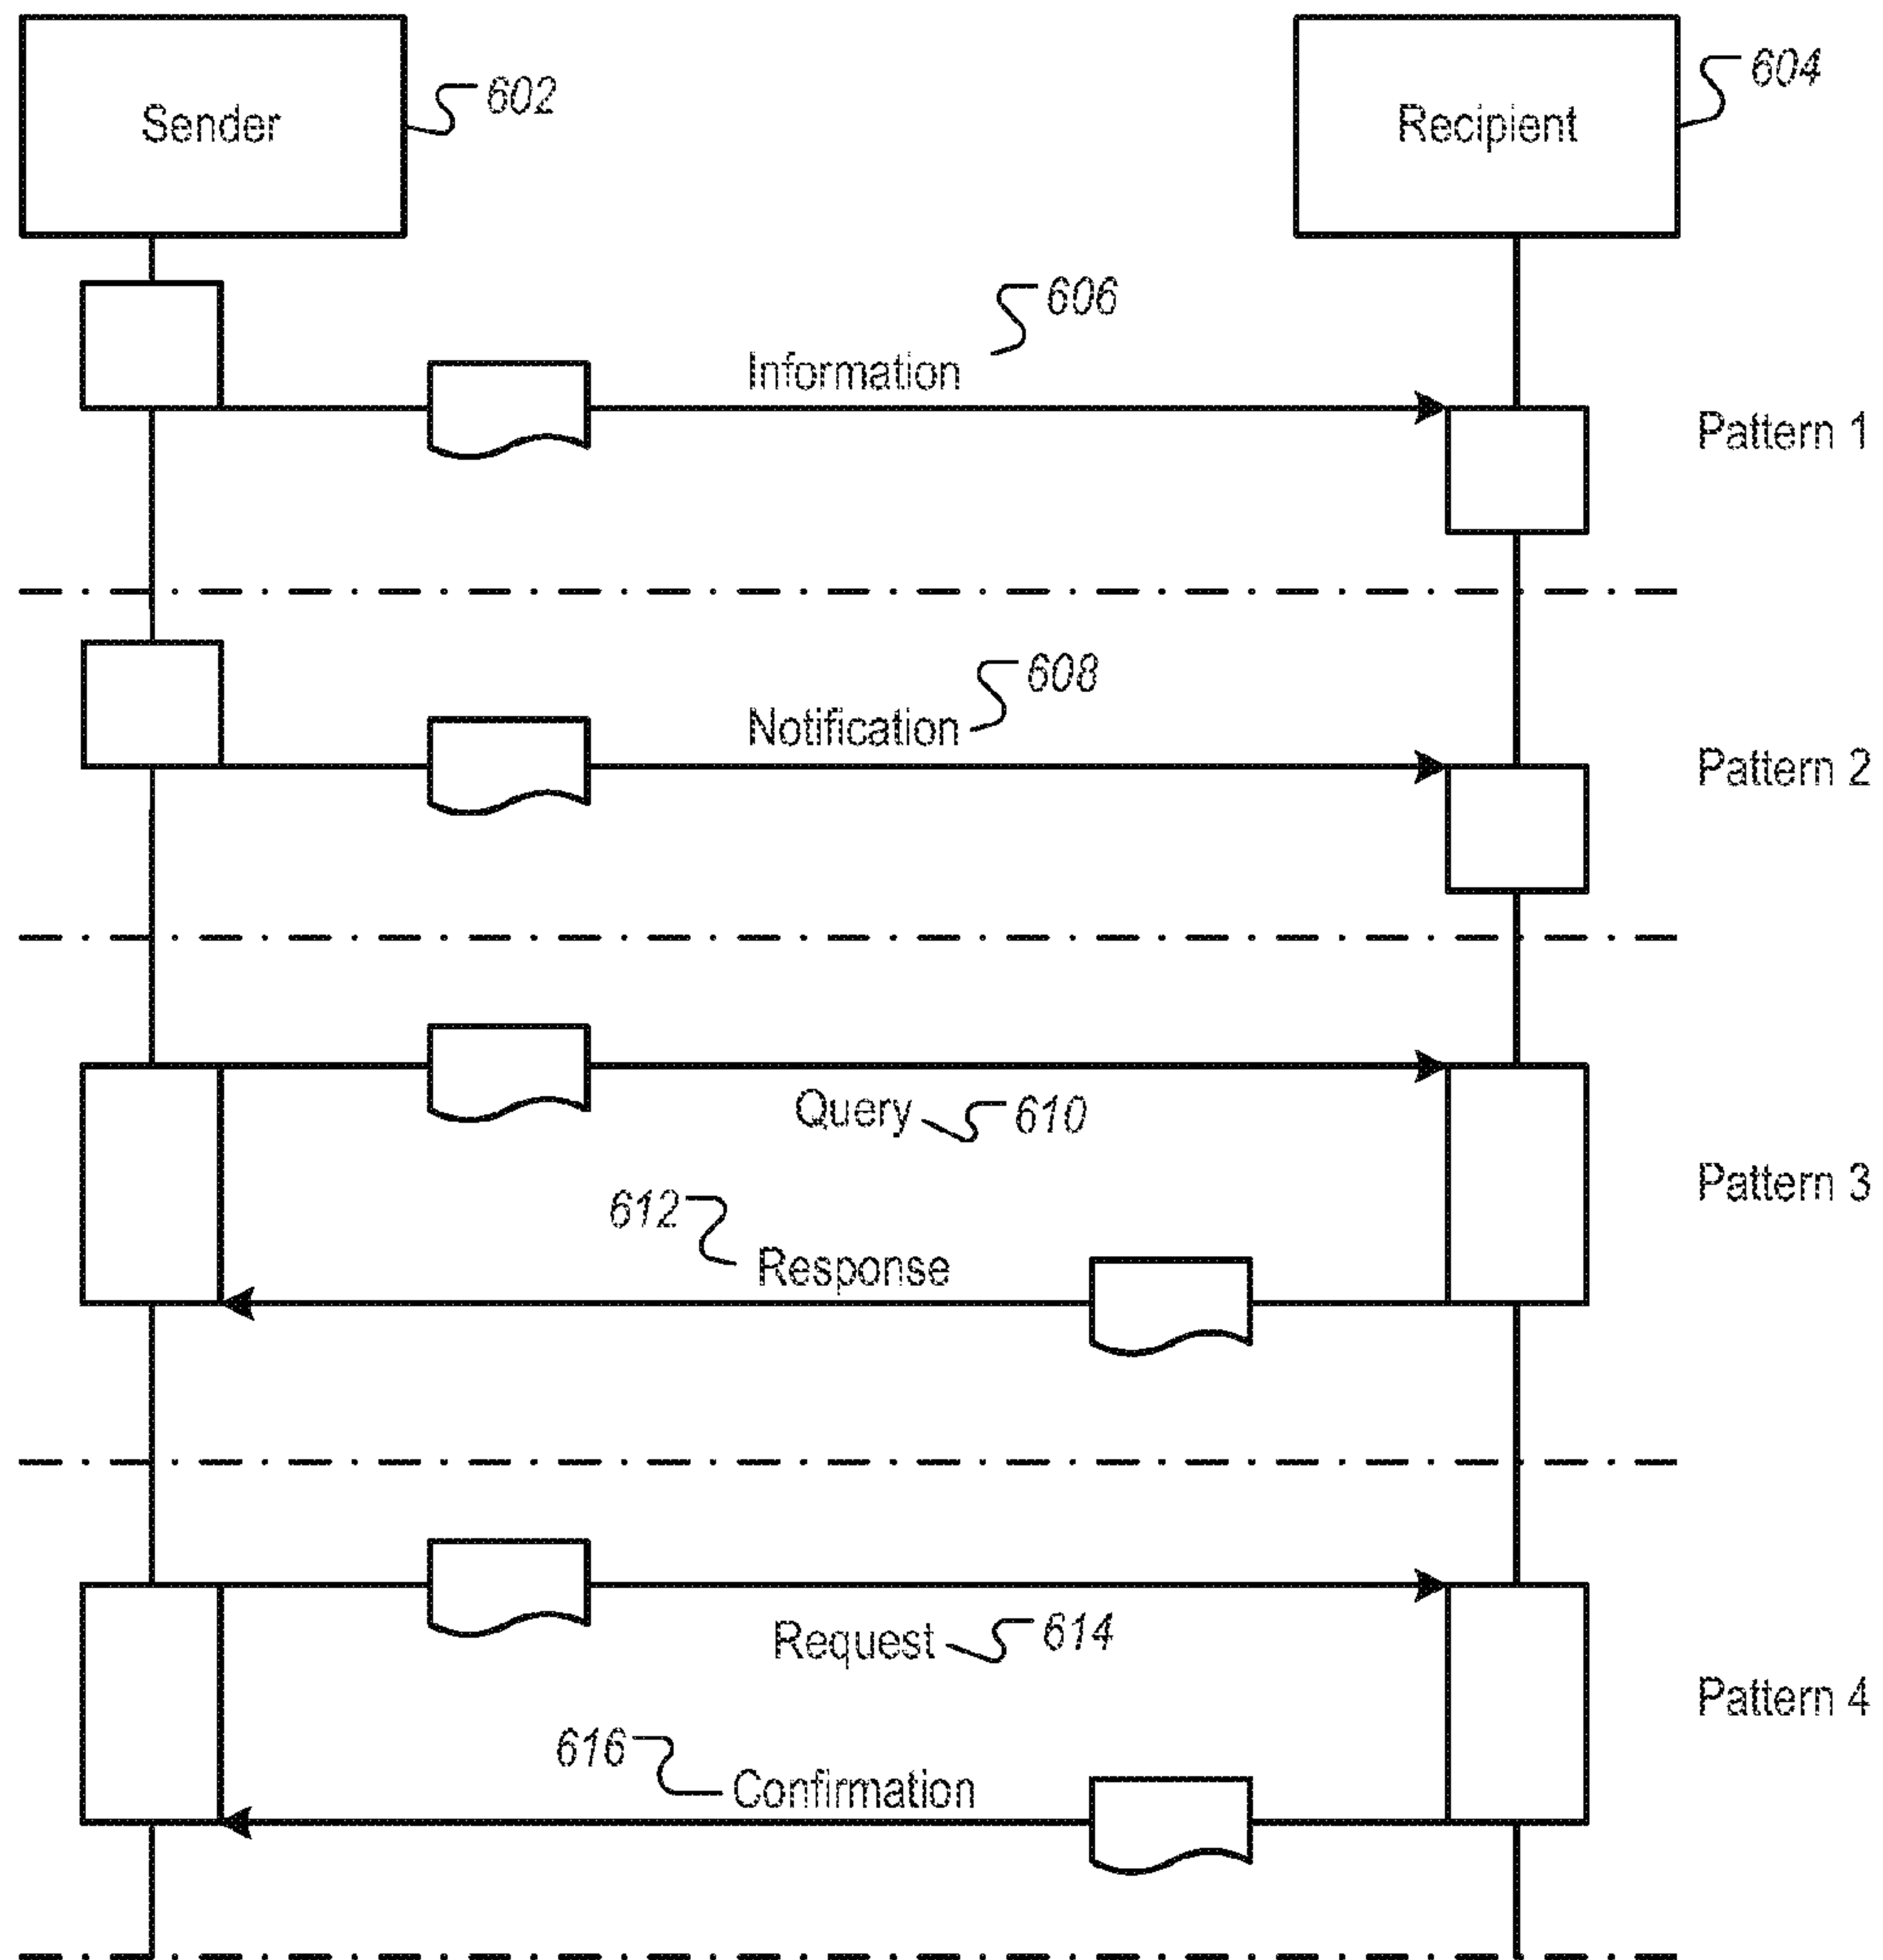 Sender
602
Recipient
604
606
Information
Pattern 1
608
Notification
Pattern 2
Query
610
Pattern 3
612
Response
Request
614
Pattern 4
616
Confirmation